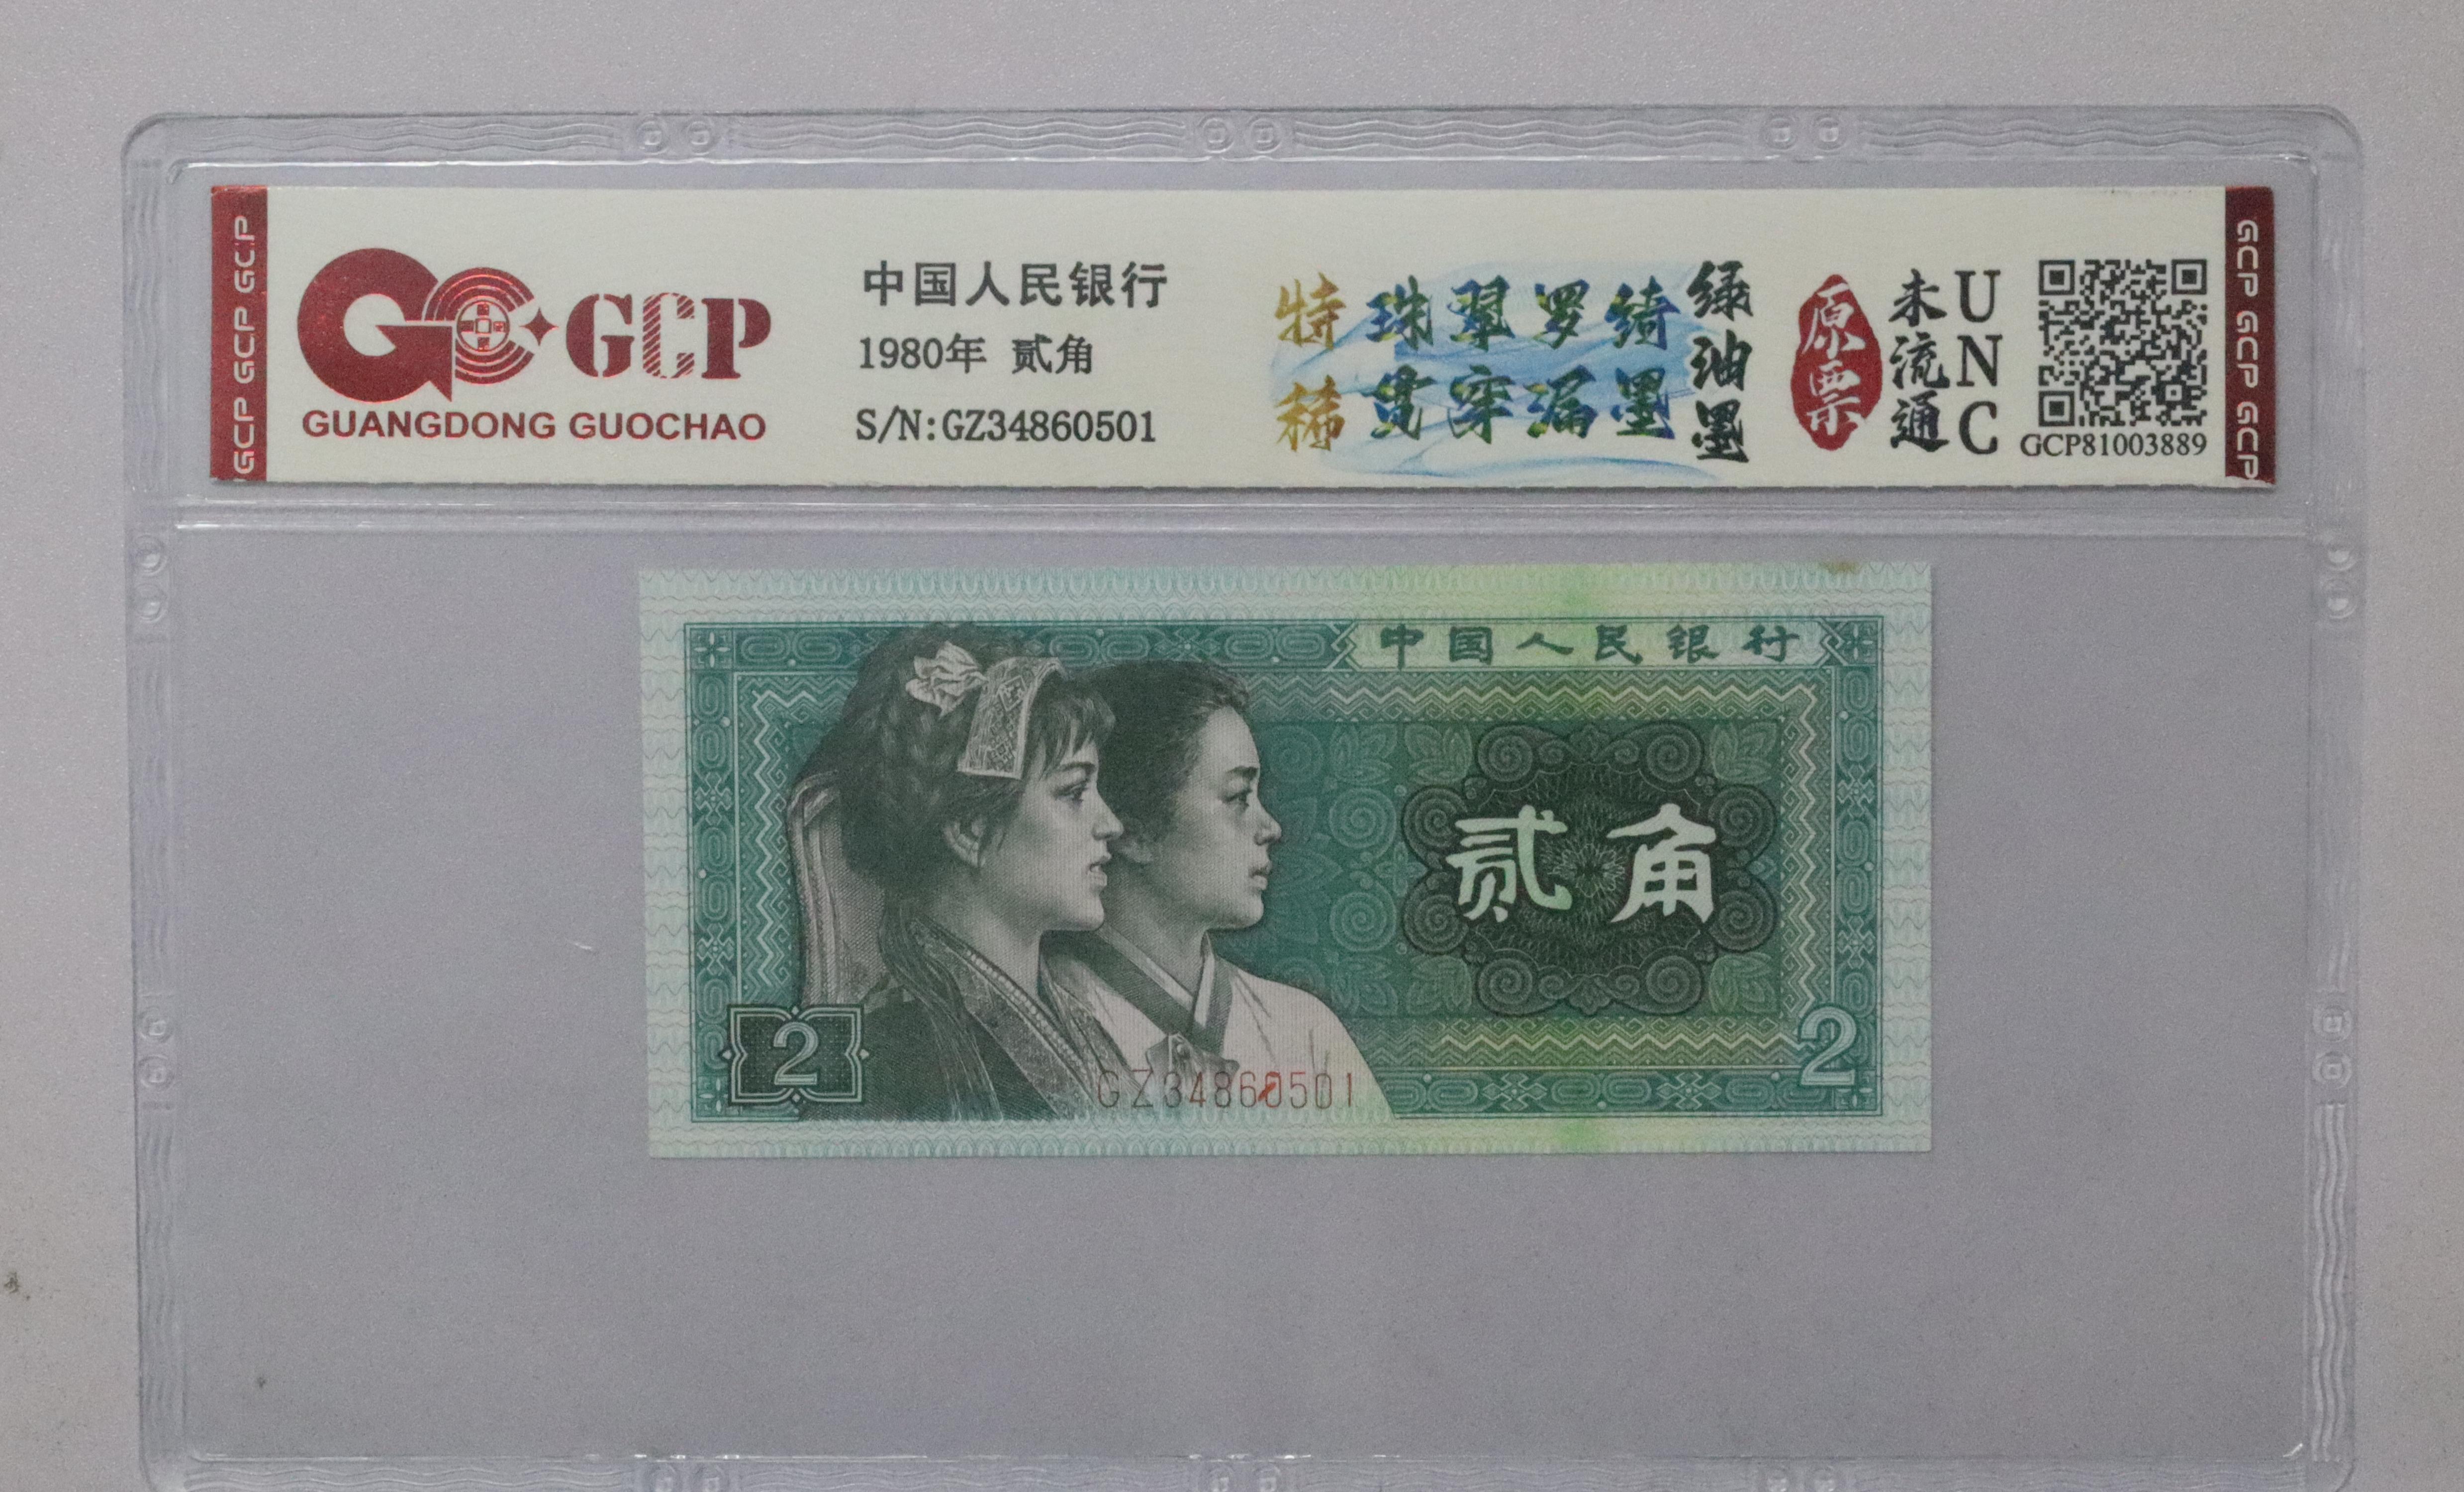 GCP GCP GCP
GCP
GUANGDONG GUOCHAO
中国人民银行
1980年 贰角
S/N:GZ34860501
特稀
珠翠罗绮
贯穿漏墨
绿油墨
原票
未流通
UNC
GCP81003889
GCP GCP GCP
中国人民银行
贰角
2
2
GZ34860501